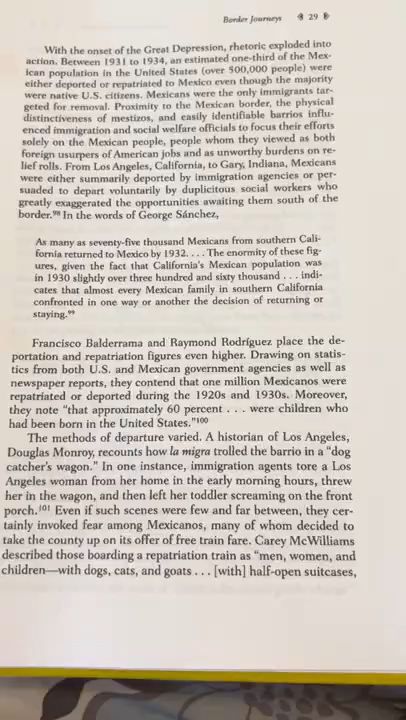 Border Journeys 29
With the onset of the Great Depression, rhetoric exploded into
action. Between 1931 to 1934, an estimated one-third of the Mex-
ican population in the United States (over 500,000 people) were
either deported or repatriated to Mexico even though the majority
were native U.S. citizens. Mexicans were the only immigrants tar-
geted for removal. Proximity to the Mexican border, the physical
distinctiveness of mestizos, and easily identifiable barrios influ-
enced immigration and social welfare officials to focus their efforts
solely on the Mexican people, people whom they viewed as both
foreign usurpers of American jobs and as unworthy burdens on re-
lief rolls. From Los Angeles, California, to Gary, Indiana, Mexicans
were either summarily deported by immigration agencies or per-
suaded to depart voluntarily by duplicitous social workers who
greatly exaggerated the opportunities awaiting them south of the
border.⁹⁸ In the words of George Sánchez,
As many as seventy-five thousand Mexicans from southern Cali-
fornia returned to Mexico by 1932. . . . The enormity of these fig-
ures, given the fact that California's Mexican population was
in 1930 slightly over three hundred and sixty thousand . . . indi-
cates that almost every Mexican family in southern California
confronted in one way or another the decision of returning or
staying.⁹⁹
Francisco Balderrama and Raymond Rodríguez place the de-
portation and repatriation figures even higher. Drawing on statis-
tics from both U.S. and Mexican government agencies as well as
newspaper reports, they contend that one million Mexicanos were
repatriated or deported during the 1920s and 1930s. Moreover,
they note "that approximately 60 percent . . . were children who
had been born in the United States."¹⁰⁰
The methods of departure varied. A historian of Los Angeles,
Douglas Monroy, recounts how la migra trolled the barrio in a "dog
catcher's wagon." In one instance, immigration agents tore a Los
Angeles woman from her home in the early morning hours, threw
her in the wagon, and then left her toddler screaming on the front
porch.¹⁰¹ Even if such scenes were few and far between, they cer-
tainly invoked fear among Mexicanos, many of whom decided to
take the county up on its offer of free train fare. Carey McWilliams
described those boarding a repatriation train as "men, women, and
children—with dogs, cats, and goats . . . [with] half-open suitcases,